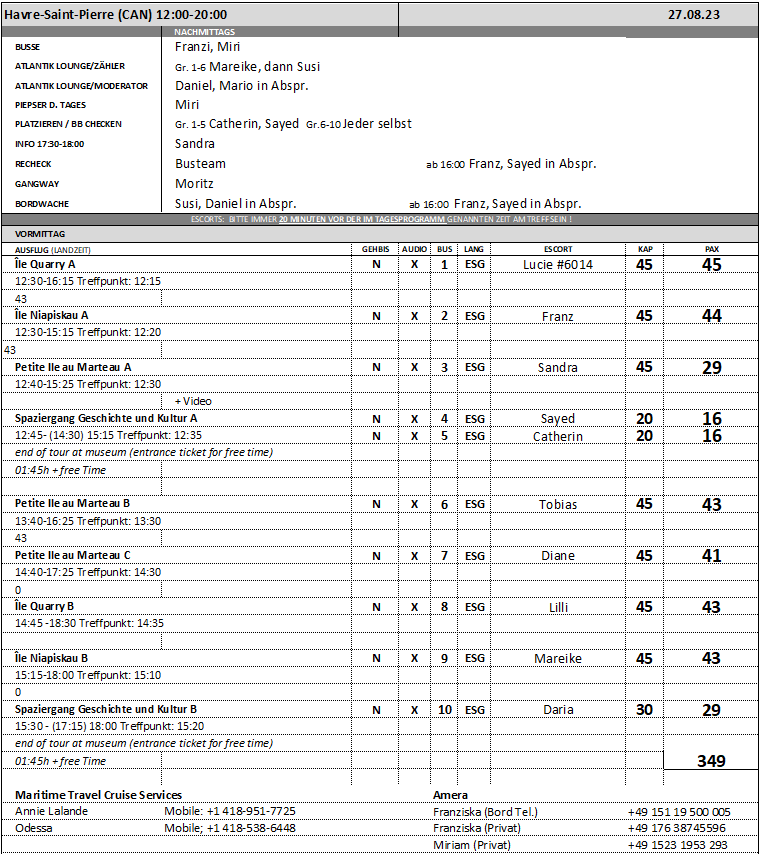 Havre-Saint-Pierre (CAN) 12:00-20:00 27.08.23
NACHMITTAGS
BUSSE Franzi, Miri
ATLANTIK LOUNGE/ZÄHLER Gr. 1-6 Mareike, dann Susi
ATLANTIK LOUNGE/MODERATOR Daniel, Mario in Abspr.
PIEPSER D. TAGES Miri
PLATZIEREN / BB CHECKEN Gr. 1-5 Catherin, Sayed Gr.6-10 Jeder selbst
INFO 17:30-18:00 Sandra
RECHECK Busteam ab 16:00 Franz, Sayed in Abspr.
GANGWAY Moritz
BORDWACHE Susi, Daniel in Abspr. ab 16:00 Franz, Sayed in Abspr.
ESCORTS: BITTE IMMER 20 MINUTEN VOR DER IM TAGESPROGRAMM GENANNTEN ZEIT AM TREFF SEIN !
VORMITTAG
AUSFLUG (LANDZEIT) GEHBIS AUDIO BUS LANG ESCORT KAP PAX
Île Quarry A N X 1 ESG Lucie #6014 45 45
12:30-16:15 Treffpunkt: 12:15
43
Île Niapiskau A N X 2 ESG Franz 45 44
12:30-15:15 Treffpunkt: 12:20
43
Petite Ile au Marteau A N X 3 ESG Sandra 45 29
12:40-15:25 Treffpunkt: 12:30
+ Video
Spaziergang Geschichte und Kultur A N X 4 ESG Sayed 20 16
12:45- (14:30) 15:15 Treffpunkt: 12:35 N X 5 ESG Catherin 20 16
end of tour at museum (entrance ticket for free time)
01:45h + free Time
Petite Ile au Marteau B N X 6 ESG Tobias 45 43
13:40-16:25 Treffpunkt: 13:30
43
Petite Ile au Marteau C N X 7 ESG Diane 45 41
14:40-17:25 Treffpunkt: 14:30
0
Île Quarry B N X 8 ESG Lilli 45 43
14:45 -18:30 Treffpunkt: 14:35
Île Niapiskau B N X 9 ESG Mareike 45 43
15:15-18:00 Treffpunkt: 15:10
0
Spaziergang Geschichte und Kultur B N X 10 ESG Daria 30 29
15:30 - (17:15) 18:00 Treffpunkt: 15:20
end of tour at museum (entrance ticket for free time)
01:45h + free Time 349
Maritime Travel Cruise Services Amera
Annie Lalande Mobile: +1 418-951-7725 Franziska (Bord Tel.) +49 151 19 500 005
Odessa Mobile; +1 418-538-6448 Franziska (Privat) +49 176 38745596
Miriam (Privat) +49 1523 1953 293